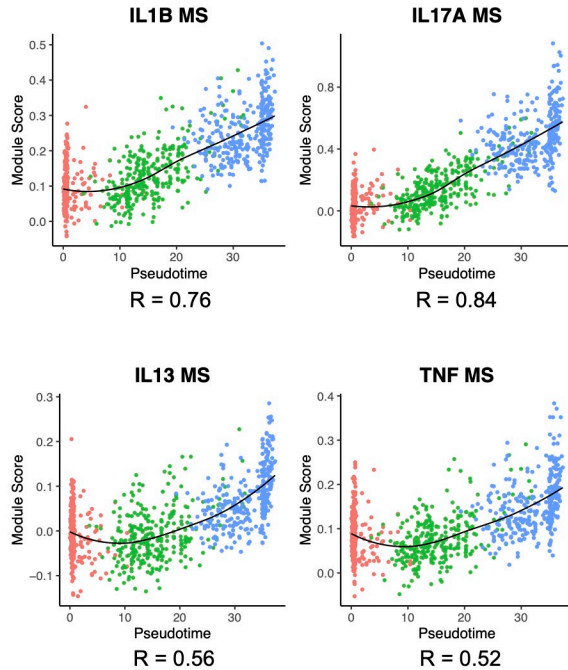 IL1B MS
IL17A MS
Module Score
0.5
0.4
0.3
0.2
0.1
0.0
0
10
20
30
Pseudotime
R = 0.76
Module Score
0.8
0.4
0.0
0
10
20
30
Pseudotime
R = 0.84
IL13 MS
TNF MS
Module Score
0.3
0.2
0.1
0.0
−0.1
0
10
20
30
Pseudotime
R = 0.56
Module Score
0.4
0.3
0.2
0.1
0.0
0
10
20
30
Pseudotime
R = 0.52